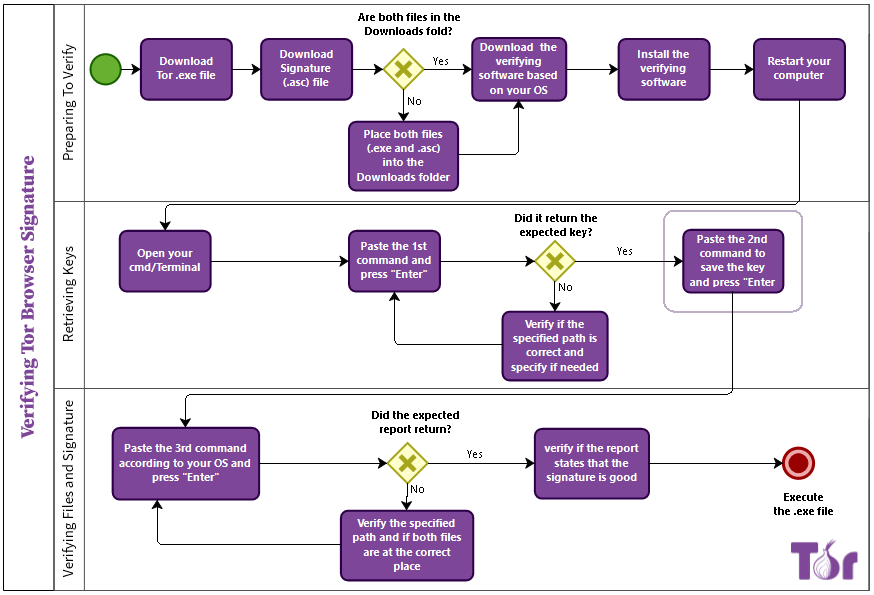 Verifying Tor Browser Signature
Preparing To Verify
Are both files in the
Downloads fold?
Download
Tor .exe file
Download
Signature
(.asc) file
Yes
No
Place both files
(.exe and .asc)
into the
Downloads folder
Download the
verifying
software based
on your OS
Install the
verifying
software
Restart your
computer
Retrieving Keys
Open your
cmd/Terminal
Paste the 1st
command and
press "Enter"
Did it return the
expected key?
Yes
No
Verify if the
specified path is
correct and
specify if needed
Paste the 2nd
command to
save the key
and press "Enter
Verifying Files and Signature
Paste the 3rd command
according to your OS and
press "Enter"
Did the expected
report return?
Yes
No
Verify the specified
path and if both files
are at the correct
place
verify if the report
states that the
signature is good
Execute
the .exe file
Tor